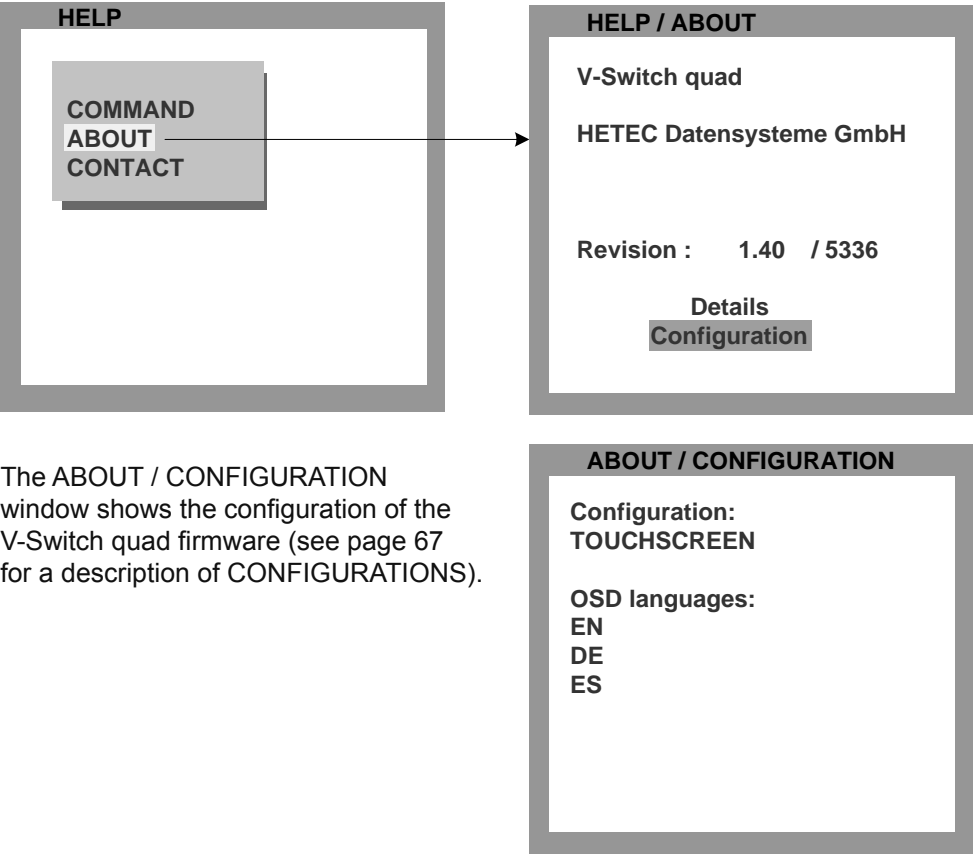 HELP
COMMAND
ABOUT
CONTACT
HELP / ABOUT
V-Switch quad
HETEC Datensysteme GmbH
Revision : 1.40 / 5336
Details
Configuration
The ABOUT / CONFIGURATION
window shows the configuration of the
V-Switch quad firmware (see page 67
for a description of CONFIGURATIONS).
ABOUT / CONFIGURATION
Configuration:
TOUCHSCREEN
OSD languages:
EN
DE
ES